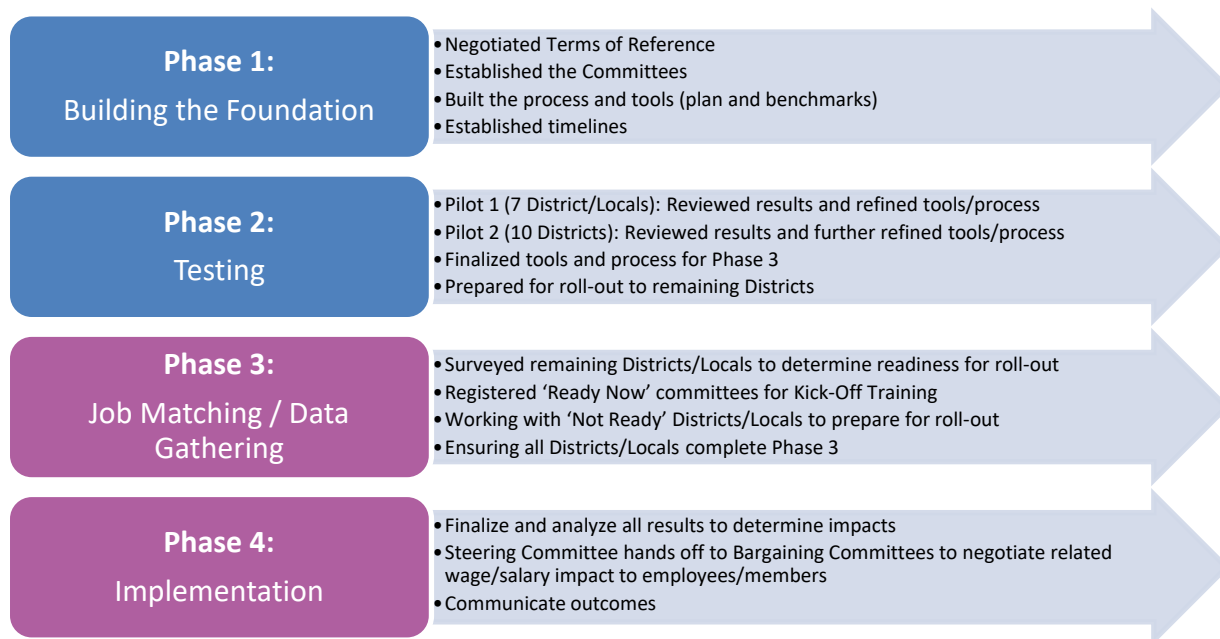 Phase 1:
Building the Foundation
•Negotiated Terms of Reference
•Established the Committees
•Built the process and tools (plan and benchmarks)
•Established timelines
Phase 2:
Testing
•Pilot 1 (7 District/Locals): Reviewed results and refined tools/process
•Pilot 2 (10 Districts): Reviewed results and further refined tools/process
•Finalized tools and process for Phase 3
•Prepared for roll-out to remaining Districts
Phase 3:
Job Matching / Data
Gathering
•Surveyed remaining Districts/Locals to determine readiness for roll-out
•Registered ‘Ready Now’ committees for Kick-Off Training
•Working with ‘Not Ready’ Districts/Locals to prepare for roll-out
•Ensuring all Districts/Locals complete Phase 3
Phase 4:
Implementation
•Finalize and analyze all results to determine impacts
•Steering Committee hands off to Bargaining Committees to negotiate related
wage/salary impact to employees/members
•Communicate outcomes